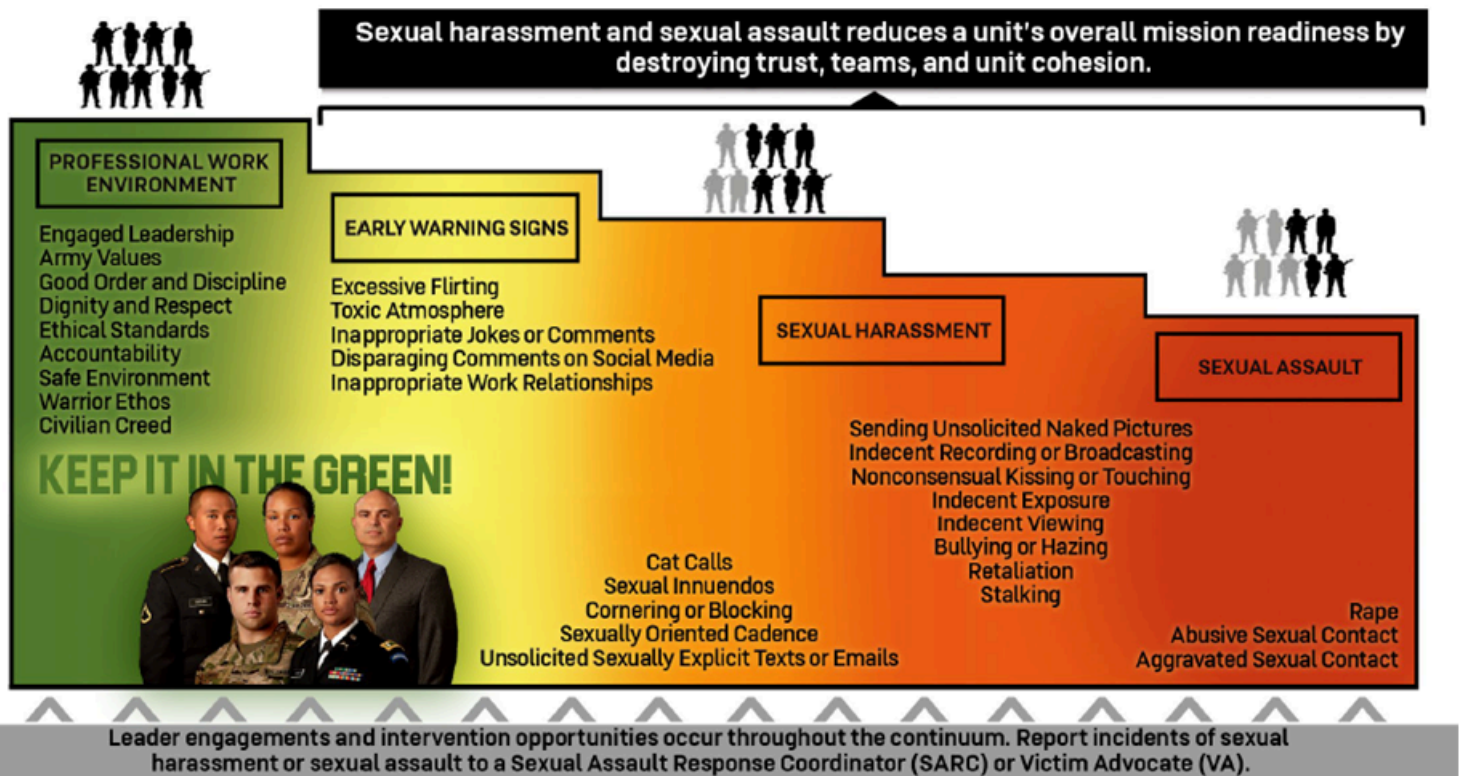 Sexual harassment and sexual assault reduces a unit's overall mission readiness by
destroying trust, teams, and unit cohesion.
PROFESSIONAL WORK
ENVIRONMENT
Engaged Leadership
Army Values
Good Order and Discipline
Dignity and Respect
Ethical Standards
Accountability
Safe Environment
Warrior Ethos
Civilian Creed
KEEP IT IN THE GREEN!
EARLY WARNING SIGNS
Excessive Flirting
Toxic Atmosphere
Inappropriate Jokes or Comments
Disparaging Comments on Social Media
Inappropriate Work Relationships
Cat Calls
Sexual Innuendos
Cornering or Blocking
Sexually Oriented Cadence
Unsolicited Sexually Explicit Texts or Emails
SEXUAL HARASSMENT
Sending Unsolicited Naked Pictures
Indecent Recording or Broadcasting
Nonconsensual Kissing or Touching
Indecent Exposure
Indecent Viewing
Bullying or Hazing
Retaliation
Stalking
SEXUAL ASSAULT
Rape
Abusive Sexual Contact
Aggravated Sexual Contact
Leader engagements and intervention opportunities occur throughout the continuum. Report incidents of sexual
harassment or sexual assault to a Sexual Assault Response Coordinator (SARC) or Victim Advocate (VA).